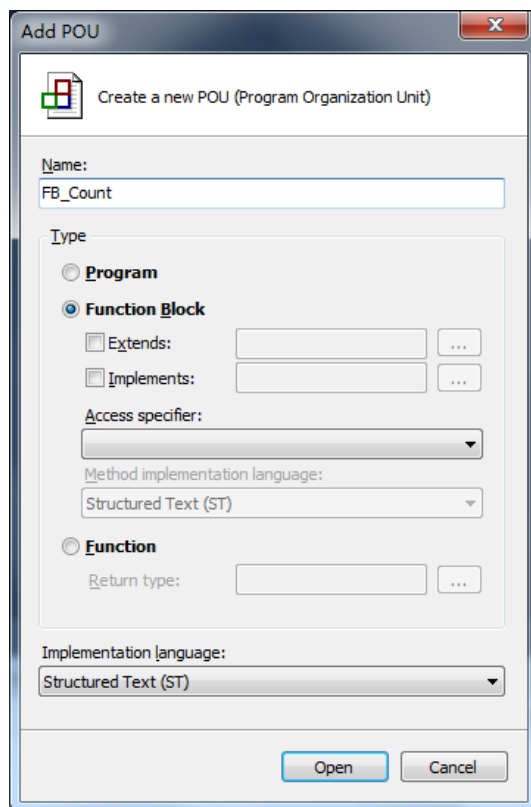 Add POU
Create a new POU (Program Organization Unit)
Name:
FB_Count
Type
Program
Function Block
Extends:
...
Implements:
...
Access specifier:
Method implementation language:
Structured Text (ST)
Function
Return type:
...
Implementation language:
Structured Text (ST)
Open Cancel